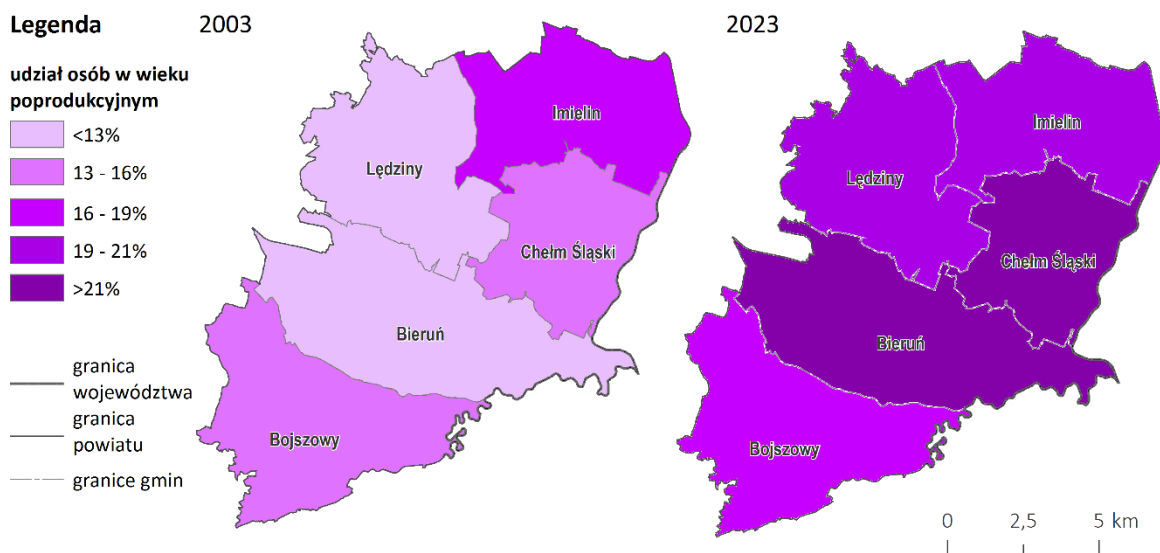 Legenda
udział osób w wieku
poprodukcyjnym
<13%
13 - 16%
16 - 19%
19 - 21%
>21%
granica
województwa
granica
powiatu
granice gmin
2003
Imielin
Lędziny
Chełm Śląski
Bieruń
Bojszowy
2023
Imielin
Lędziny
Chełm Śląski
Bieruń
Bojszowy
0 2,5 5 km